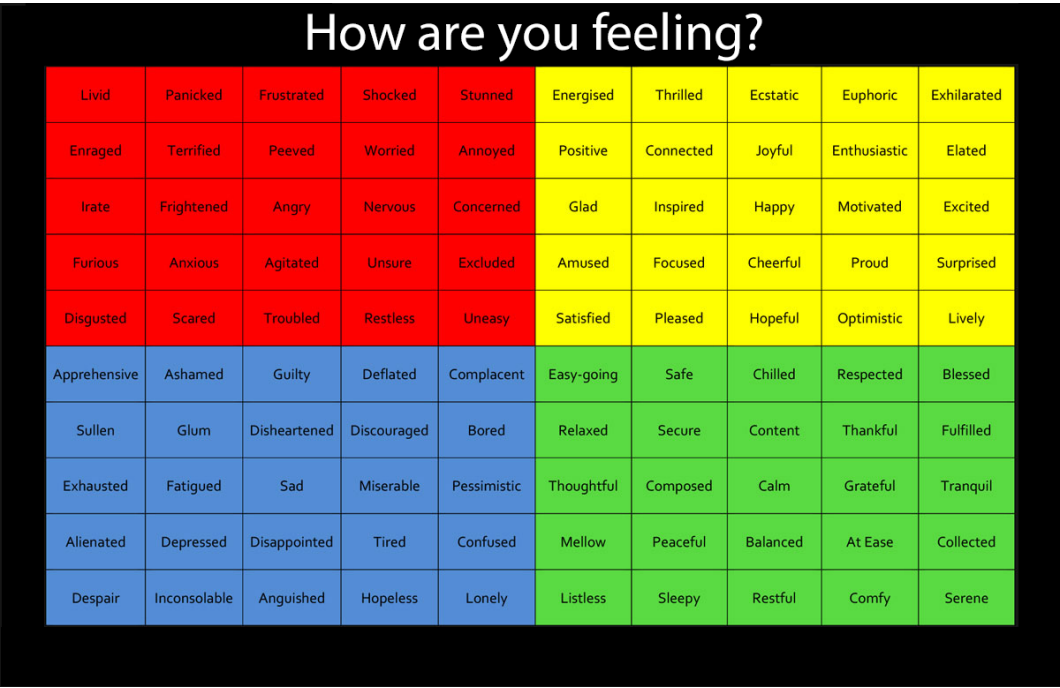 How are you feeling?
Livid Panicked Frustrated Shocked Stunned Energised Thrilled Ecstatic Euphoric Exhilarated
Enraged Terrified Peeved Worried Annoyed Positive Connected Joyful Enthusiastic Elated
Irate Frightened Angry Nervous Concerned Glad Inspired Happy Motivated Excited
Furious Anxious Agitated Unsure Excluded Amused Focused Cheerful Proud Surprised
Disgusted Scared Troubled Restless Uneasy Satisfied Pleased Hopeful Optimistic Lively
Apprehensive Ashamed Guilty Deflated Complacent Easy-going Safe Chilled Respected Blessed
Sullen Glum Disheartened Discouraged Bored Relaxed Secure Content Thankful Fulfilled
Exhausted Fatigued Sad Miserable Pessimistic Thoughtful Composed Calm Grateful Tranquil
Alienated Depressed Disappointed Tired Confused Mellow Peaceful Balanced At Ease Collected
Despair Inconsolable Anguished Hopeless Lonely Listless Sleepy Restful Comfy Serene